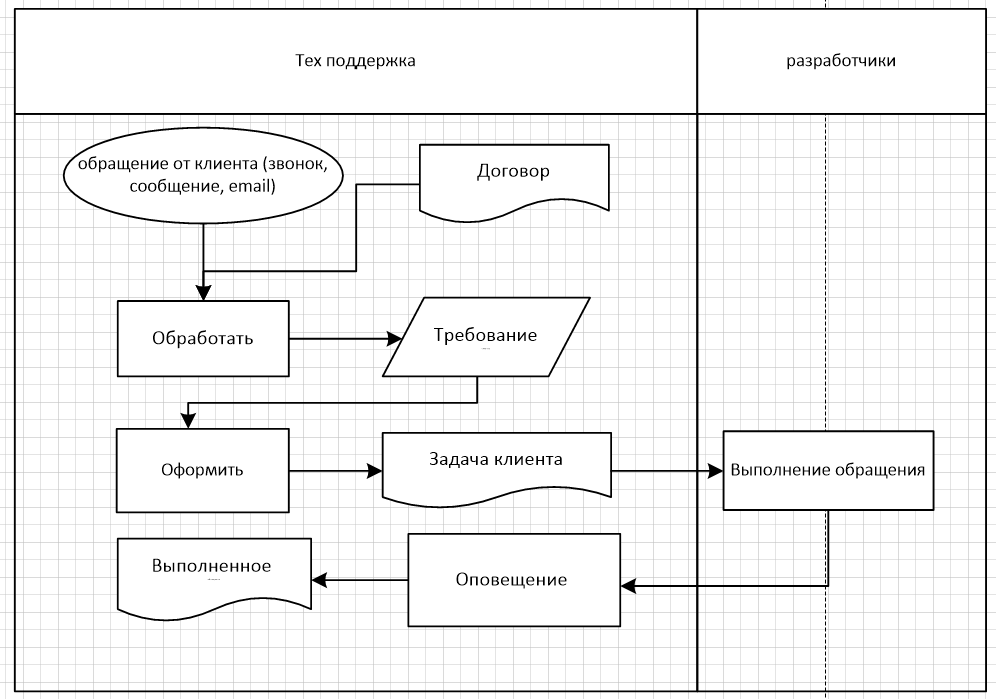 Тех поддержка
разработчики
обращение от клиента (звонок,
сообщение, email)
Договор
Обработать
Требование
Оформить
Задача клиента
Выполнение обращения
Выполненное
Оповещение